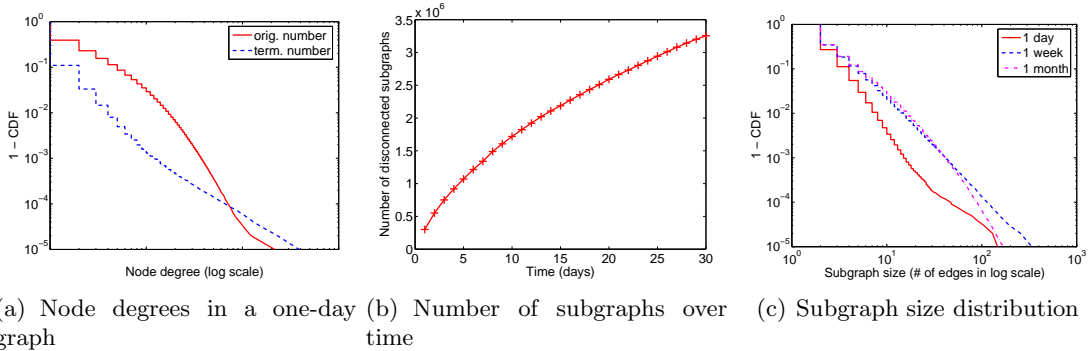 10^0
10^-1
10^-2
10^-3
10^-4
10^-5
1 − CDF
orig. number
term. number
Node degree (log scale)
x 10^6
3.5
3
2.5
2
1.5
1
0.5
0
Number of disconnected subgraphs
0 5 10 15 20 25 30
Time (days)
10^0
10^-1
10^-2
10^-3
10^-4
10^-5
1 − CDF
1 day
1 week
1 month
10^0 10^1 10^2 10^3
Subgraph size (# of edges in log scale)
(a) Node degrees in a one-day
graph
(b) Number of subgraphs over
time
(c) Subgraph size distribution